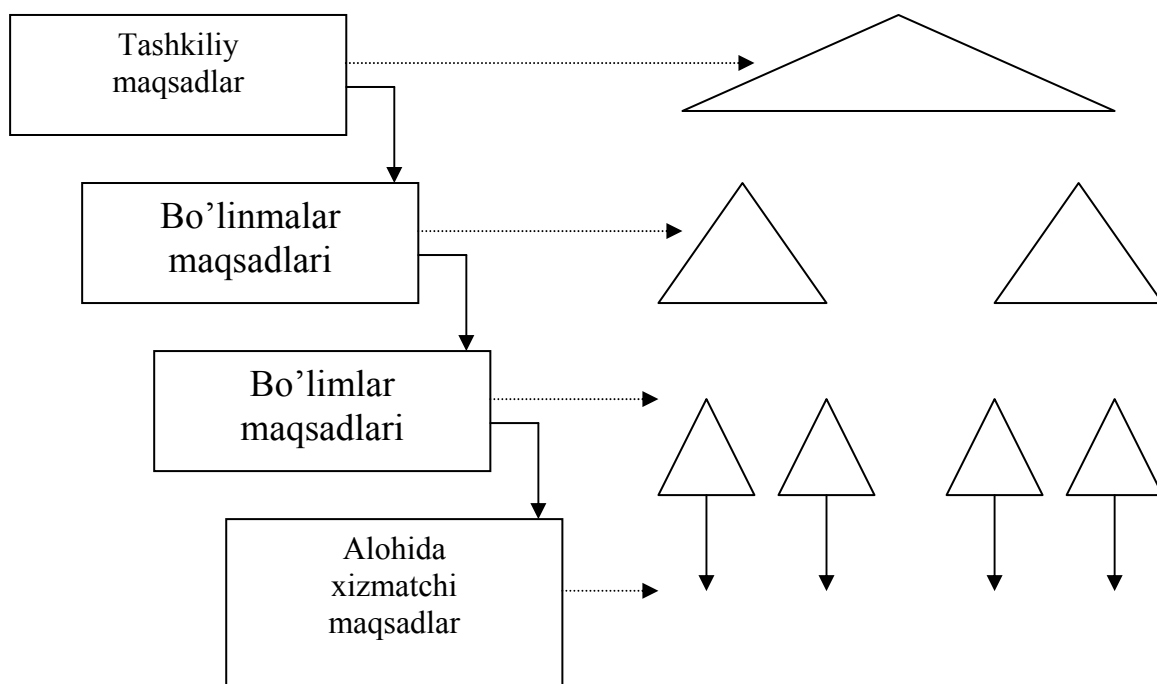 Tashkiliy
maqsadlar
Bo’linmalar
maqsadlari
Bo’limlar
maqsadlari
Alohida
xizmatchi
maqsadlar